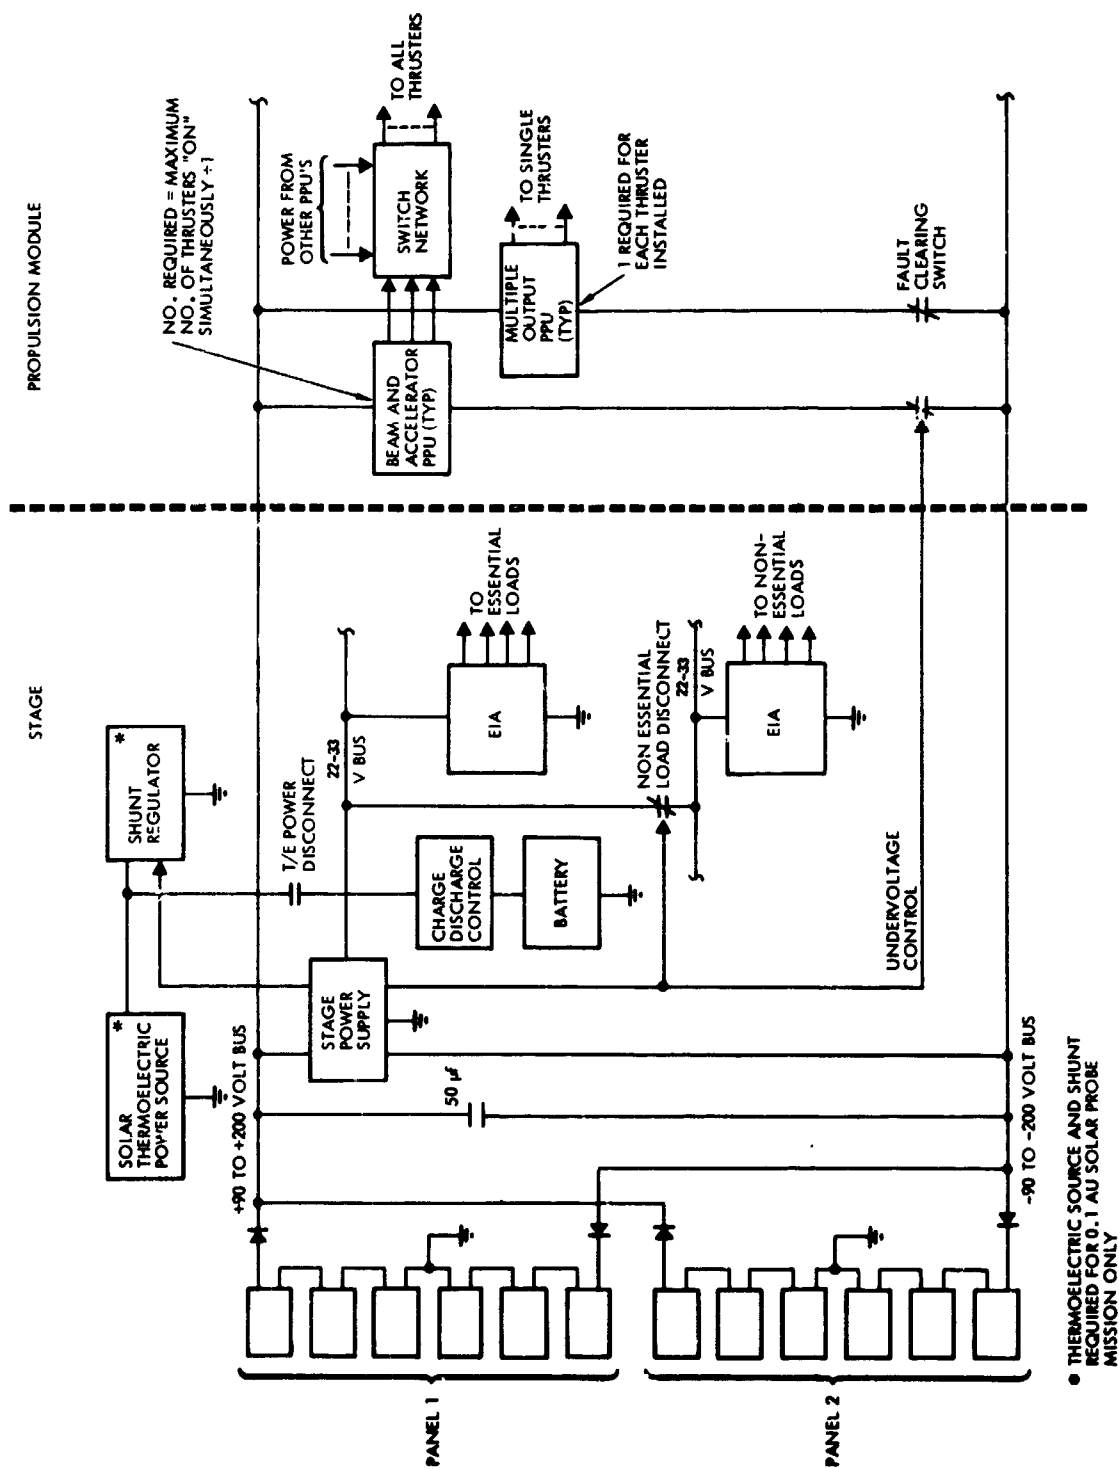 STAGE
PROPULSION MODULE
SOLAR
THERMOELECTRIC
POWER SOURCE
*
SHUNT
REGULATOR
*
NO. REQUIRED = MAXIMUM
NO. OF THRUSTERS "ON"
SIMULTANEOUSLY ÷1
+90 TO +200 VOLT BUS
T/E POWER
DISCONNECT
22-33
V BUS
POWER FROM
OTHER PPU'S
TO ALL
THRUSTERS
STAGE
POWER
SUPPLY
BEAM AND
ACCELERATOR
PPU (TYP)
SWITCH
NETWORK
50 µf
CHARGE
DISCHARGE
CONTROL
EIA
TO
ESSENTIAL
LOADS
MULTIPLE
OUTPUT
PPU
(TYP)
TO SINGLE
THRUSTERS
BATTERY
1 REQUIRED FOR
EACH THRUSTER
INSTALLED
PANEL 1
NON ESSENTIAL
LOAD DISCONNECT
22-33
V BUS
EIA
TO NON-
ESSENTIAL
LOADS
UNDERVOLTAGE
CONTROL
FAULT
CLEARING
SWITCH
PANEL 2
-90 TO -200 VOLT BUS
● THERMOELECTRIC SOURCE AND SHUNT
REQUIRED FOR 0.1 AU SOLAR PROBE
MISSION ONLY